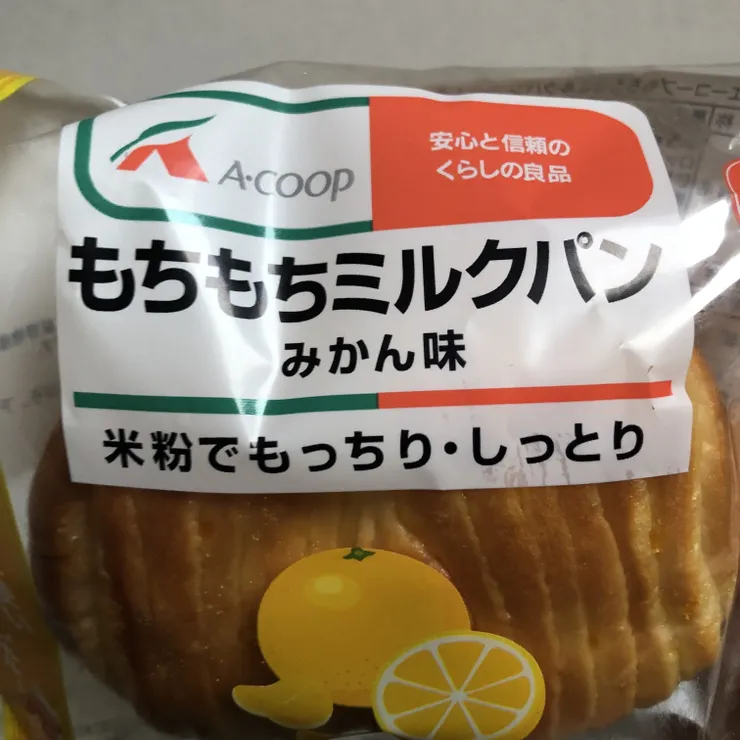 A·COOP
安心と信頼の
くらしの良品
もちもちミルクパン
みかん味
米粉でもっちり・しっとり